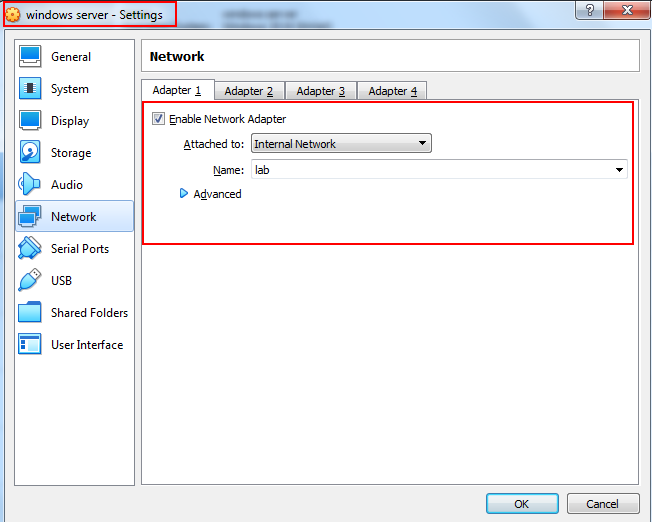 windows server - Settings
General
System
Display
Storage
Audio
Network
Serial Ports
USB
Shared Folders
User Interface
Network
Adapter 1 Adapter 2 Adapter 3 Adapter 4
Enable Network Adapter
Attached to: Internal Network
Name: lab
Advanced
OK Cancel